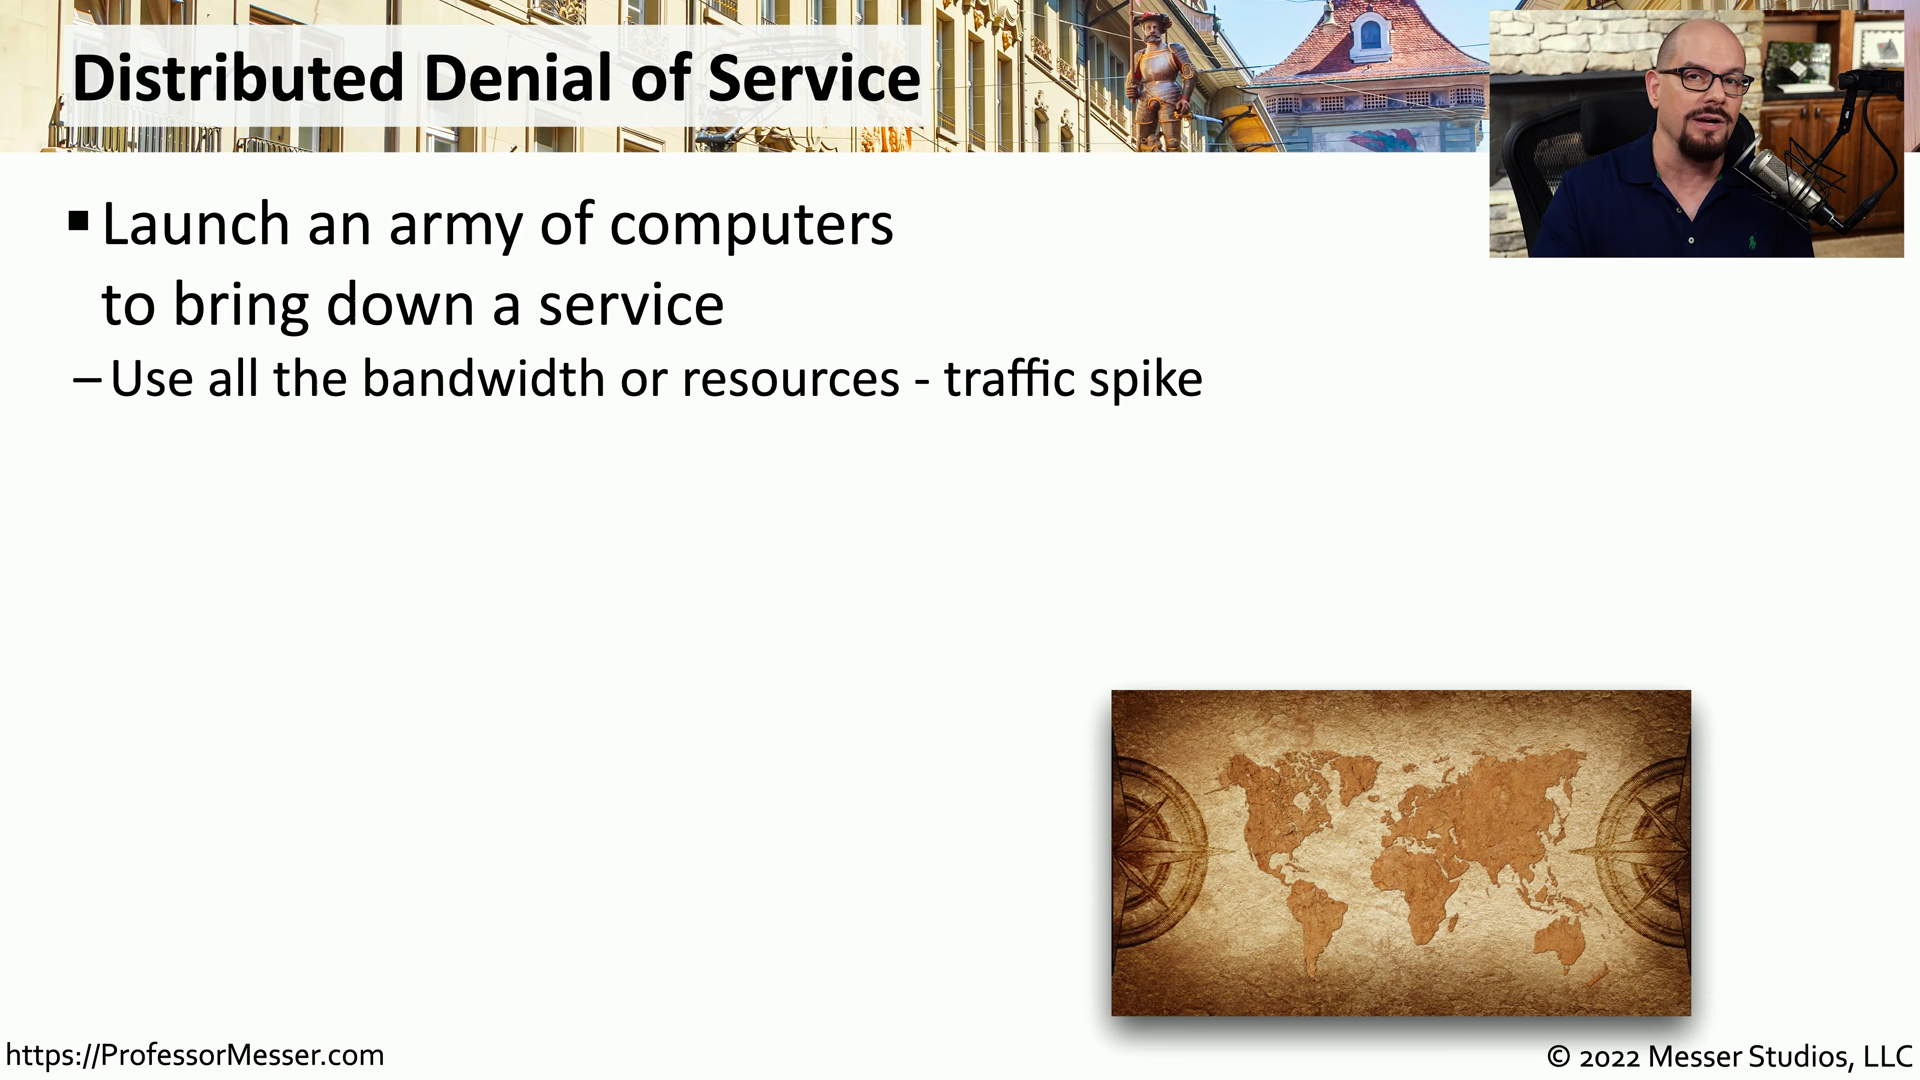 Distributed Denial of Service
▪ Launch an army of computers
to bring down a service
– Use all the bandwidth or resources - traffic spike
https://ProfessorMesser.com
© 2022 Messer Studios, LLC